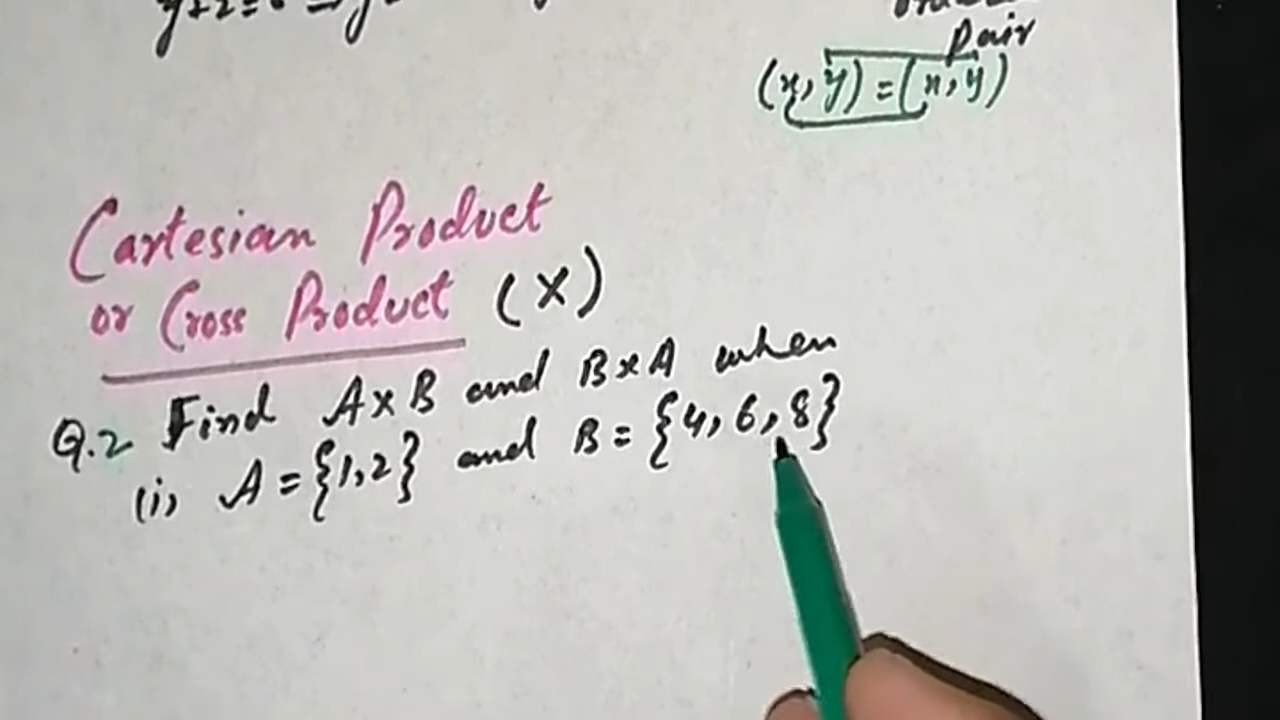 pair
(x, y) = (x, y)
Cartesian Product
or Cross Product (X)
Q.2 Find A×B and B×A when
(i) A = {1,2} and B = {4, 6, 8}